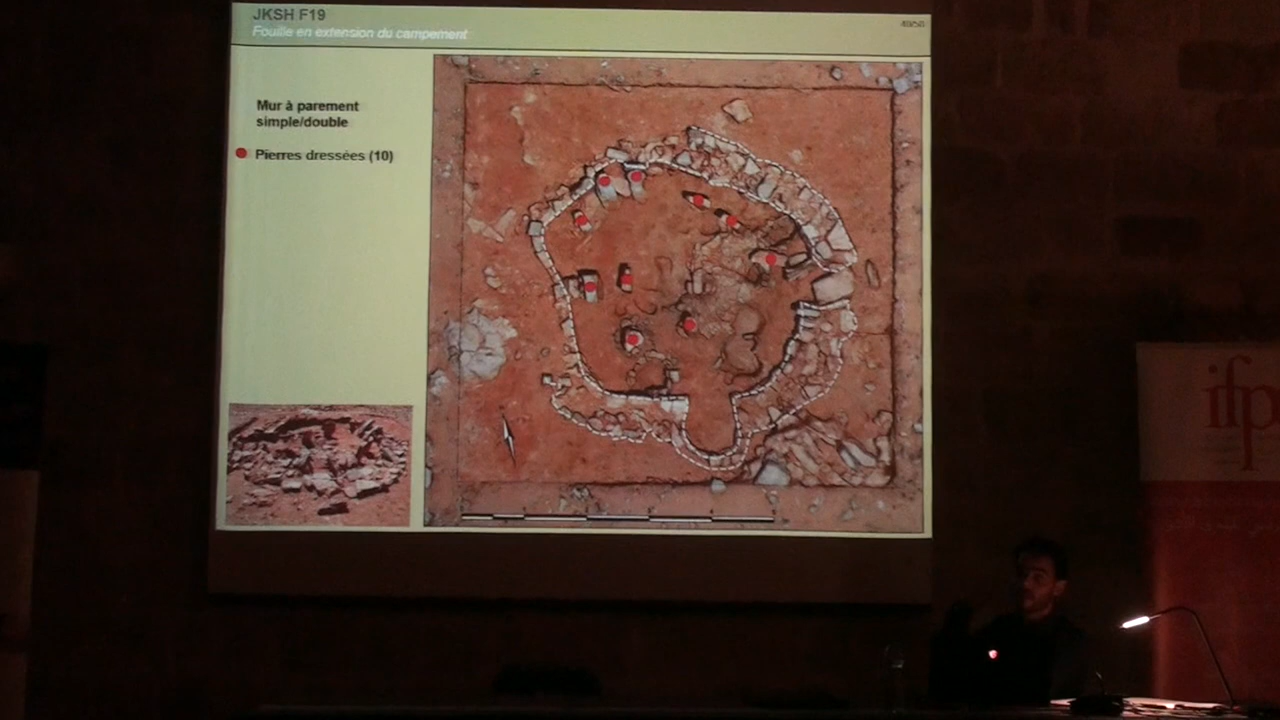 JKSH F19
Fouille en extension du campement
Mur à parement
simple/double
Pierres dressées (10)
ifp